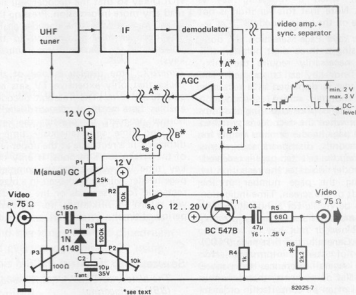 UHF
tuner
IF
demodulator
video amp.+
sync. separator
A*
AGC
A*
B*
min. 2 V
max. 3 V
DC-
level
12 V
R1
4k7
M(anual) GC
P1
25k
SB
B*
12 V
R2
10k
SA
Video
≈ 75 Ω
C1
150n
D1
1N
4148
R3
100k
P2
10k
P3
100Ω
C2
10µ
35V
Tant
12 ... 20 V
T1
BC 547B
R4
1k
C3
47µ
16 ... 25 V
R5
68Ω
Video
≈ 75 Ω
R6*
2k2
*see text
82025-7